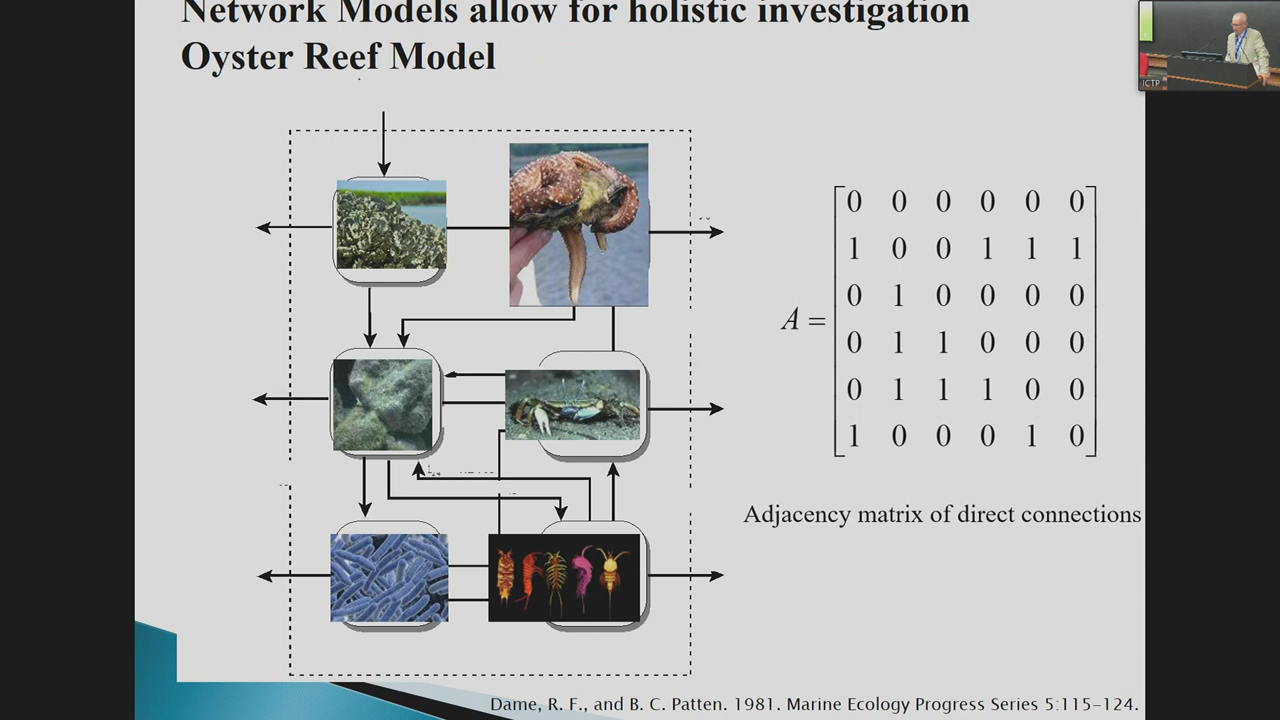 Network Models allow for holistic investigation
Oyster Reef Model
ICTP
A =
0 0 0 0 0 0
1 0 0 1 1 1
0 1 0 0 0 0
0 1 1 0 0 0
0 1 1 1 0 0
1 0 0 0 1 0
Adjacency matrix of direct connections
Dame, R. F., and B. C. Patten. 1981. Marine Ecology Progress Series 5:115-124.